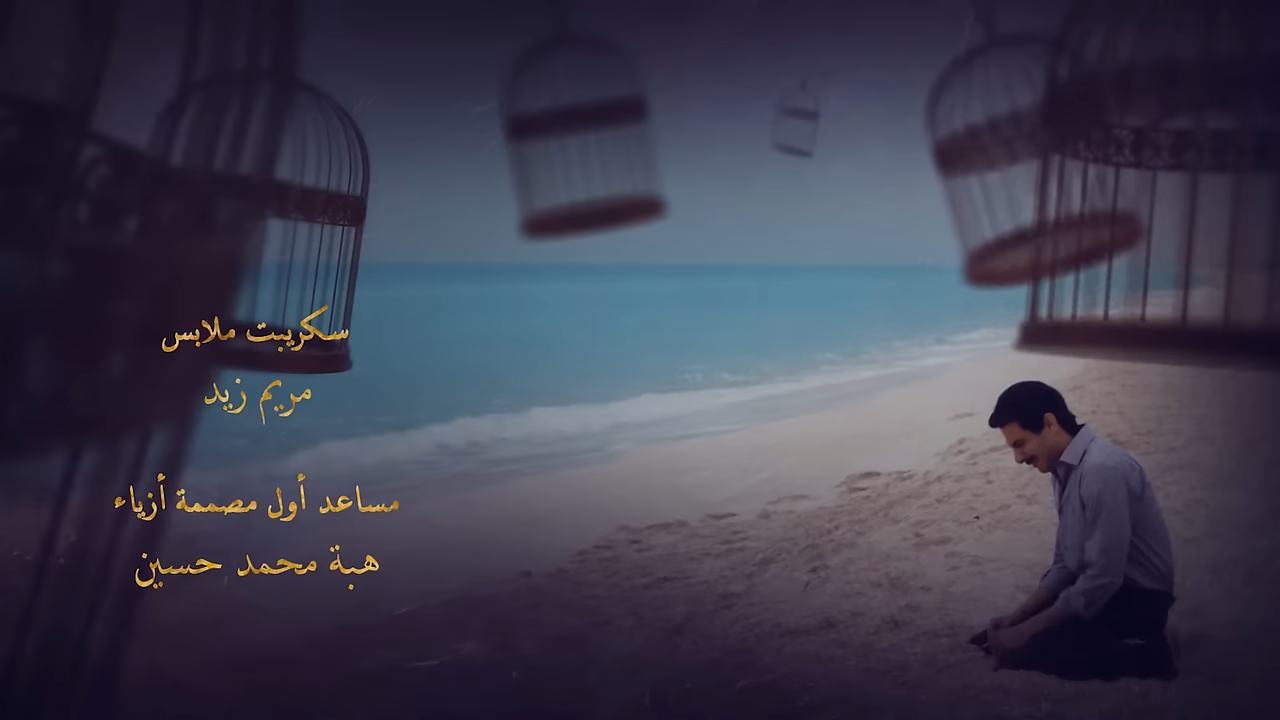 سكريبت ملابس
مريم زيد
مساعد أول مصممة أزياء
هبة محمد حسين